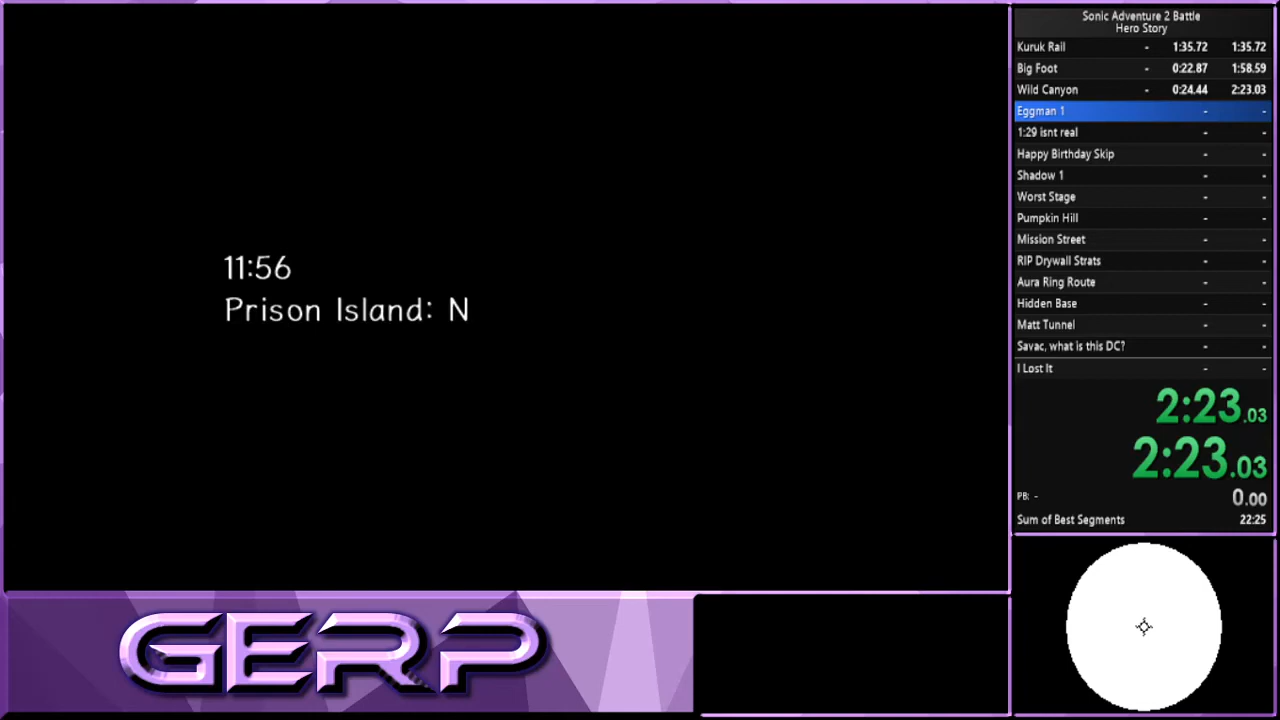 11:56
Prison Island: N
Sonic Adventure 2 Battle
Hero Story
Kuruk Rail - 1:35.72 1:35.72
Big Foot - 0:22.87 1:58.59
Wild Canyon - 0:24.44 2:23.03
Eggman 1 - -
1:29 isnt real - -
Happy Birthday Skip - -
Shadow 1 - -
Worst Stage - -
Pumpkin Hill - -
Mission Street - -
RIP Drywall Strats - -
Aura Ring Route - -
Hidden Base - -
Matt Tunnel - -
Savac, what is this DC? - -
I Lost It - -
2:23.03
2:23.03
PB: - 0.00
Sum of Best Segments 22:25
GERP